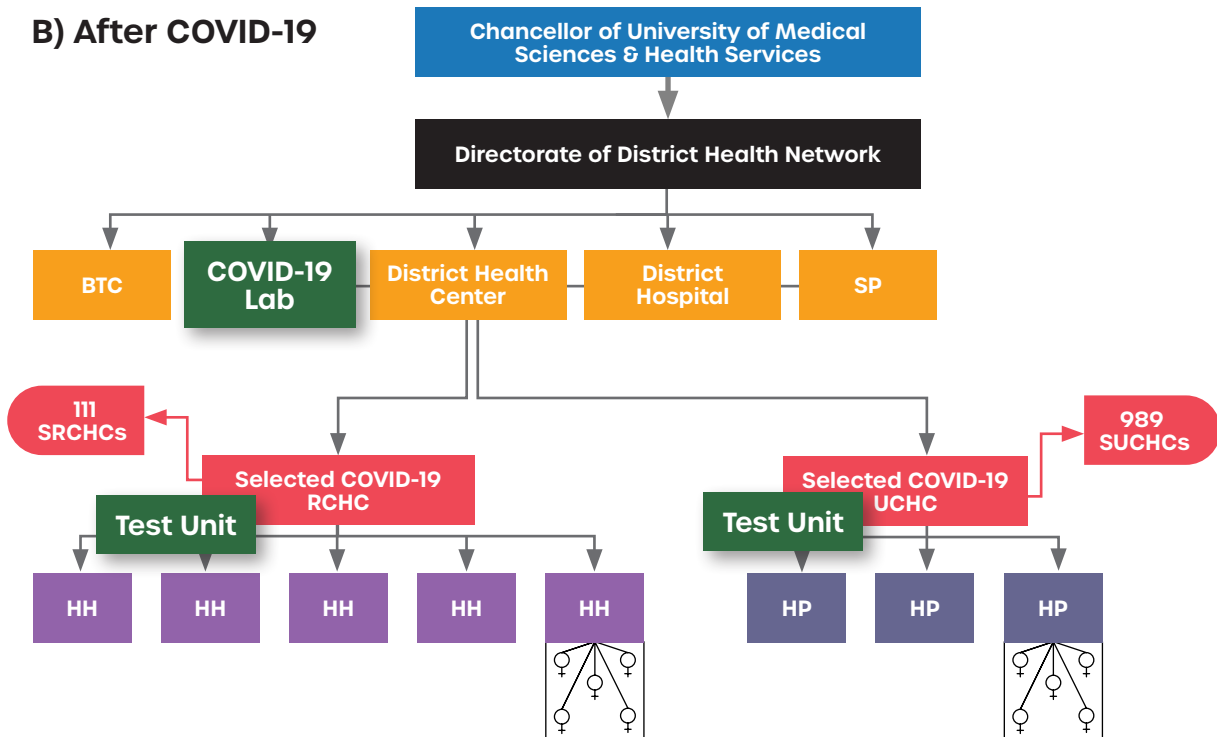 B) After COVID-19
Chancellor of University of Medical
Sciences & Health Services
Directorate of District Health Network
BTC
COVID-19
Lab
District Health
Center
District
Hospital
SP
111
SRCHCs
989
SUCHCs
Selected COVID-19
RCHC
Selected COVID-19
UCHC
Test Unit
Test Unit
HH
HH
HH
HH
HH
HP
HP
HP